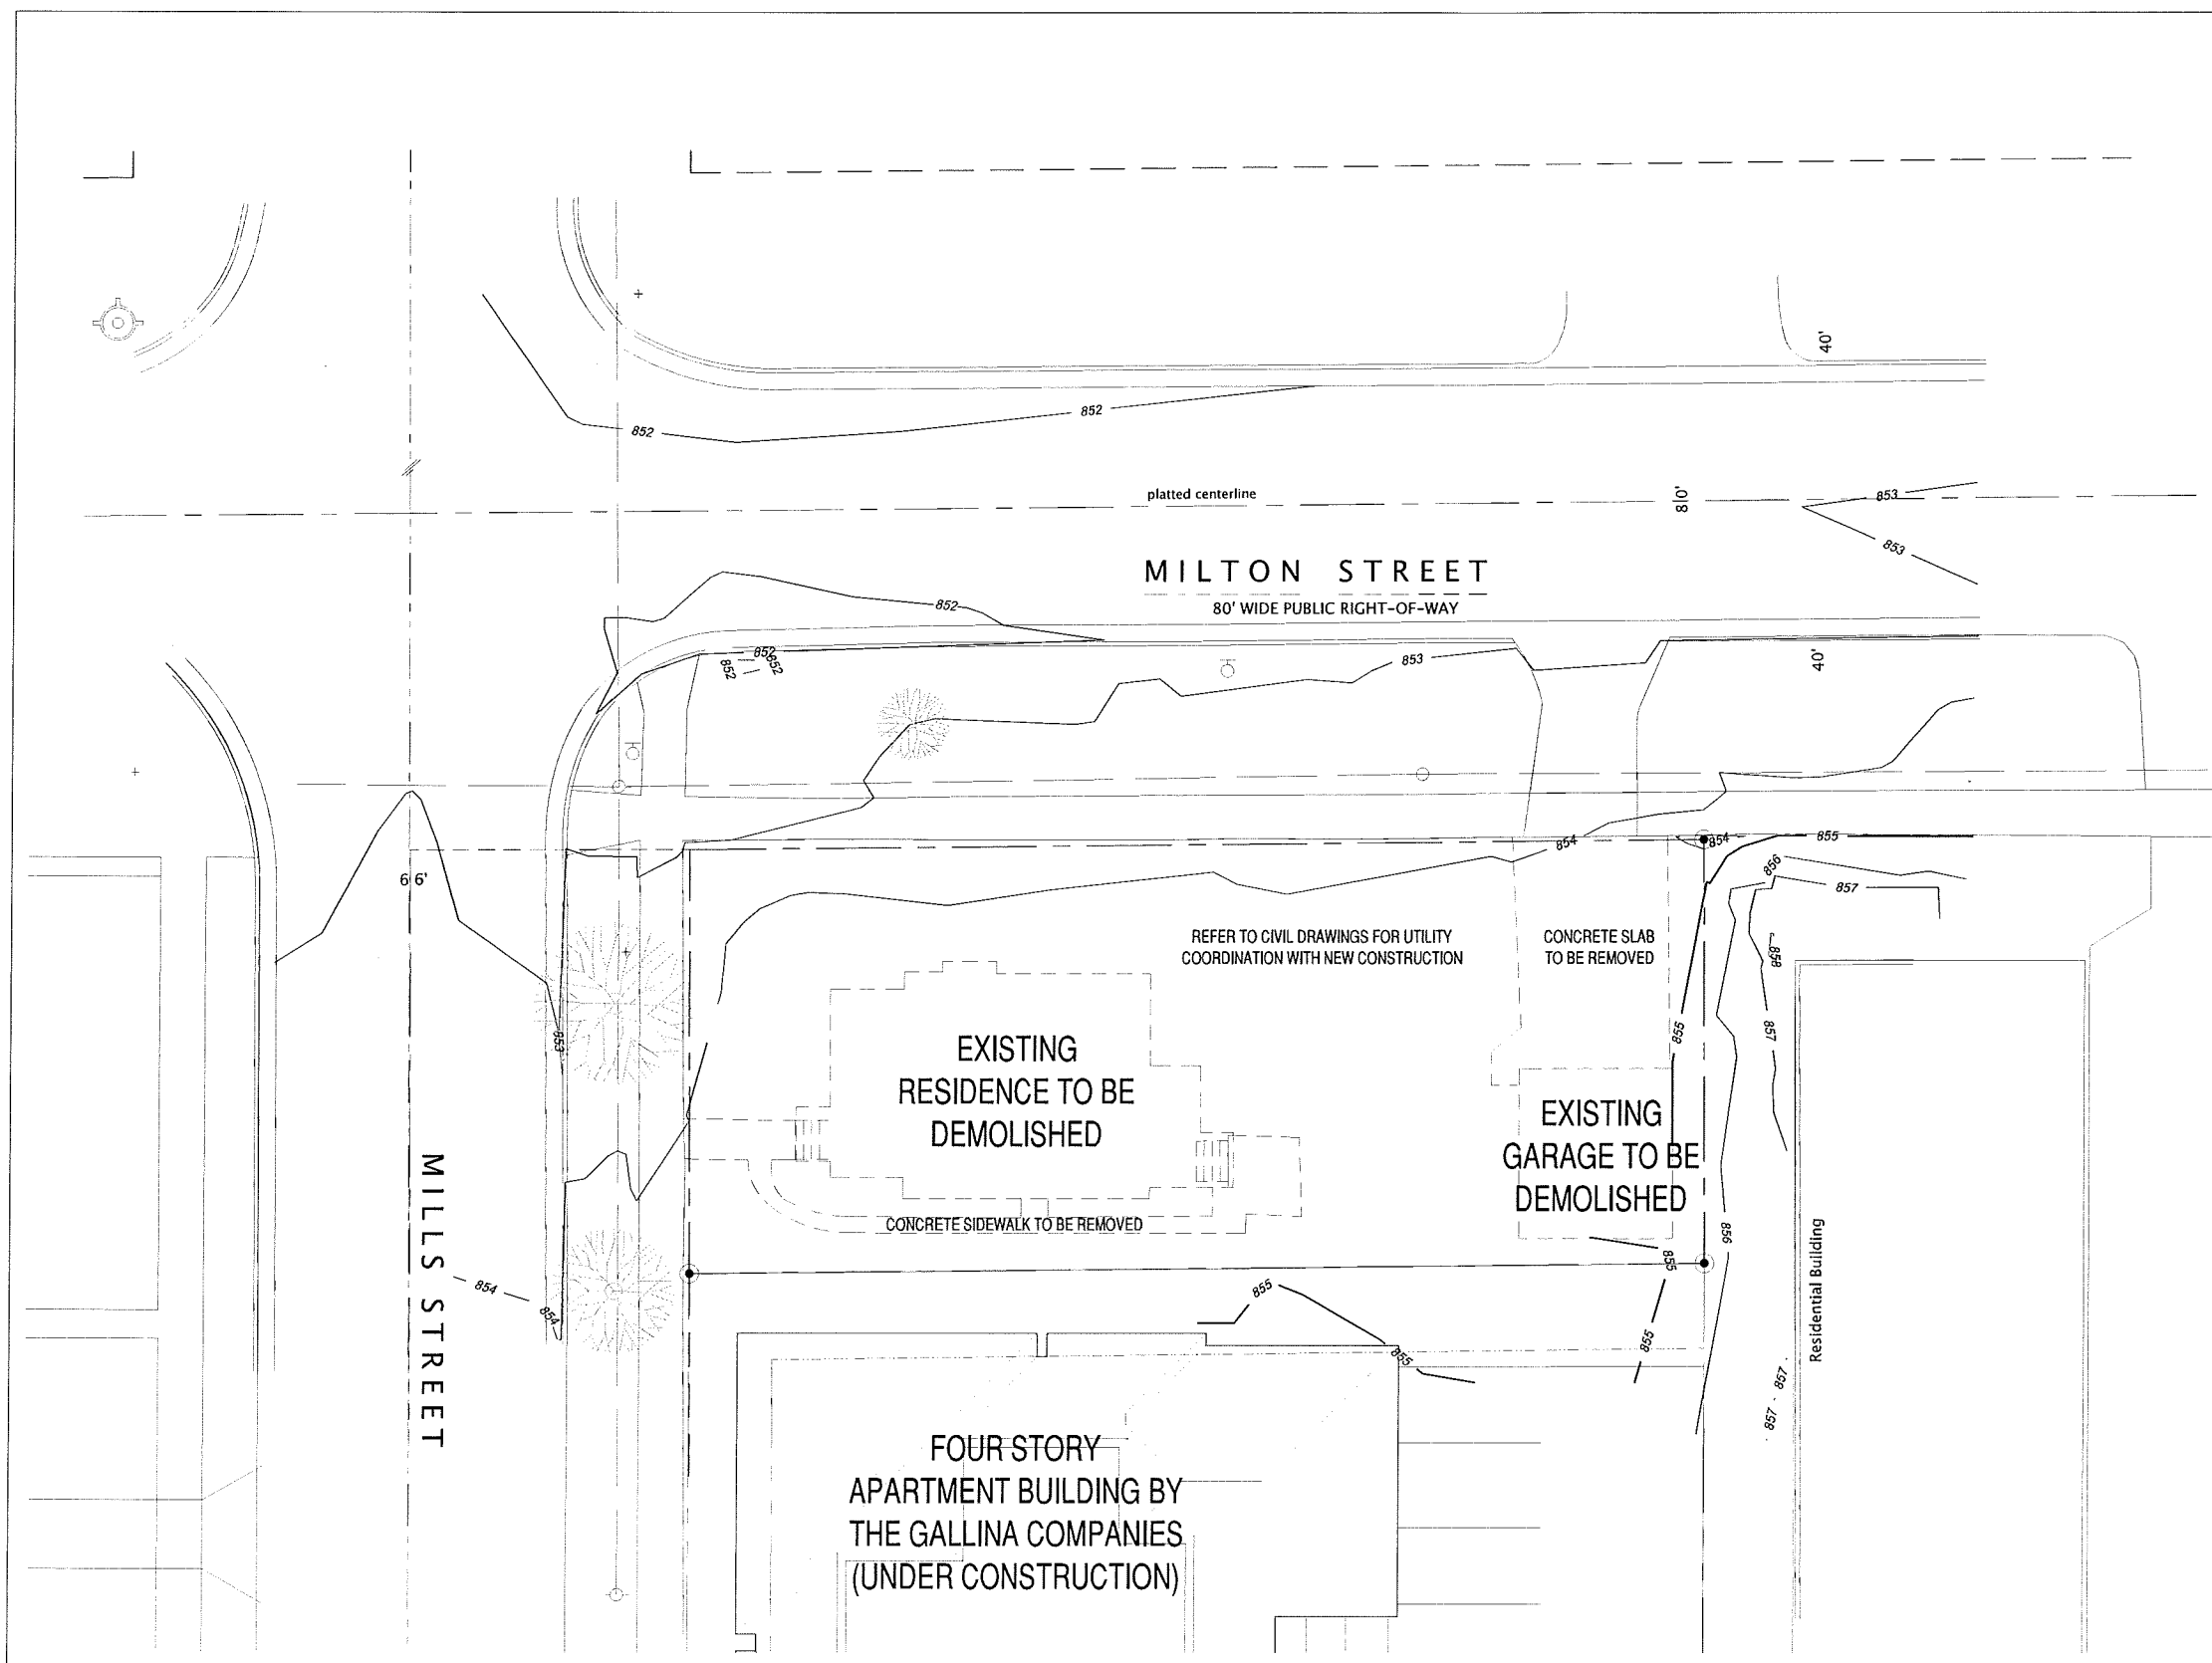 40'
852
852
platted centerline
80'
853
853
MILTON STREET
80' WIDE PUBLIC RIGHT-OF-WAY
852
852
852
852
853
40'
854
854
855
856
857
66'
REFER TO CIVIL DRAWINGS FOR UTILITY
COORDINATION WITH NEW CONSTRUCTION
CONCRETE SLAB
TO BE REMOVED
858
853
855
857
EXISTING
RESIDENCE TO BE
DEMOLISHED
EXISTING
GARAGE TO BE
DEMOLISHED
CONCRETE SIDEWALK TO BE REMOVED
856
MILLS STREET
854
854
855
855
855
855
Residential Building
857
857
FOUR STORY
APARTMENT BUILDING BY
THE GALLINA COMPANIES
(UNDER CONSTRUCTION)